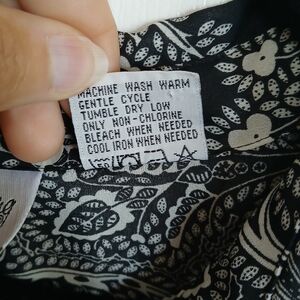 MACHINE WASH WARM
GENTLE CYCLE
TUMBLE DRY LOW
ONLY NON-CHLORINE
BLEACH WHEN NEEDED
COOL IRON WHEN NEEDED